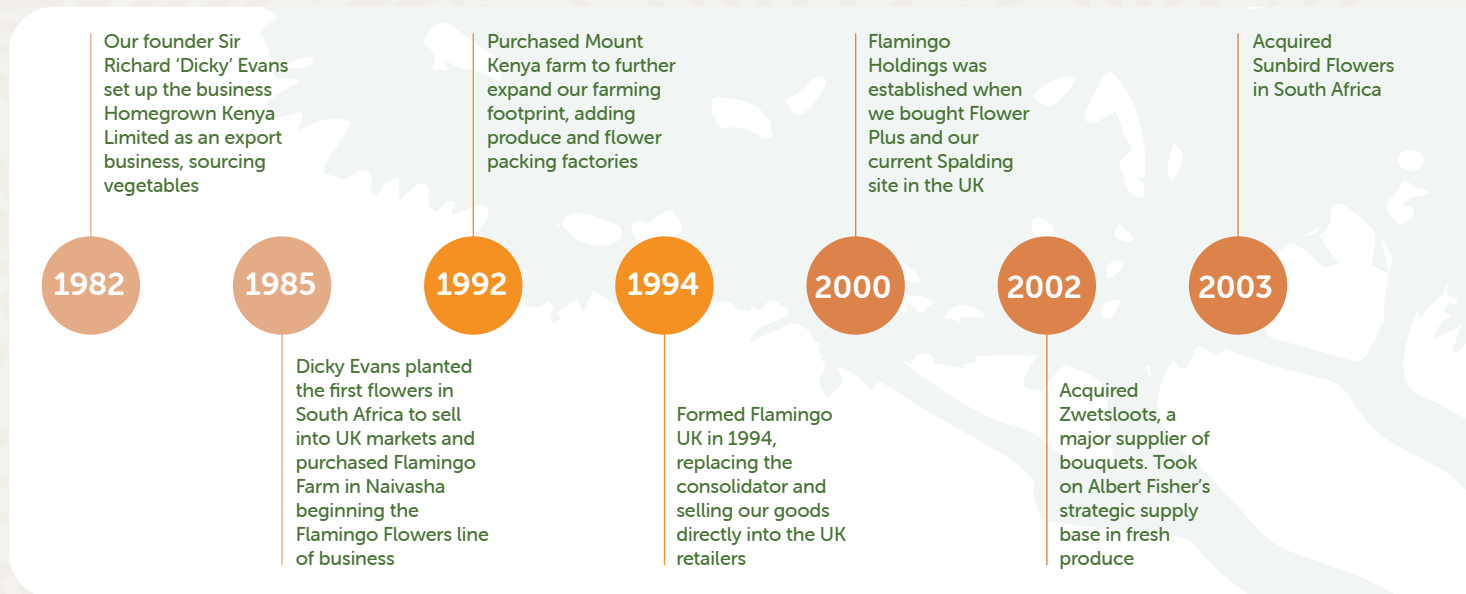 1982
Our founder Sir
Richard ‘Dicky’ Evans
set up the business
Homegrown Kenya
Limited as an export
business, sourcing
vegetables
1985
Dicky Evans planted
the first flowers in
South Africa to sell
into UK markets and
purchased Flamingo
Farm in Naivasha
beginning the
Flamingo Flowers line
of business
1992
Purchased Mount
Kenya farm to further
expand our farming
footprint, adding
produce and flower
packing factories
1994
Formed Flamingo
UK in 1994,
replacing the
consolidator and
selling our goods
directly into the UK
retailers
2000
Flamingo
Holdings was
established when
we bought Flower
Plus and our
current Spalding
site in the UK
2002
Acquired
Zwetsloots, a
major supplier of
bouquets. Took
on Albert Fisher’s
strategic supply
base in fresh
produce
2003
Acquired
Sunbird Flowers
in South Africa